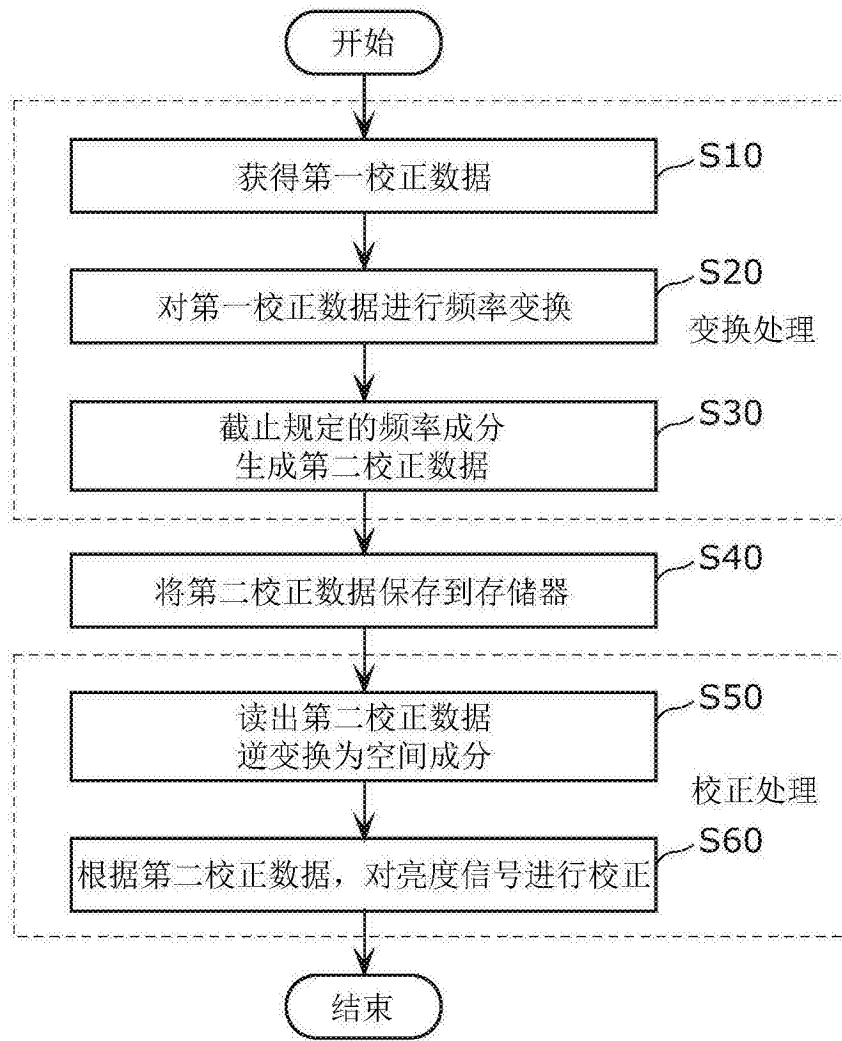 开始
获得第一校正数据
S10
对第一校正数据进行频率变换
S20
变换处理
截止规定的频率成分
生成第二校正数据
S30
将第二校正数据保存到存储器
S40
读出第二校正数据
逆变换为空间成分
S50
校正处理
根据第二校正数据，对亮度信号进行校正
S60
结束